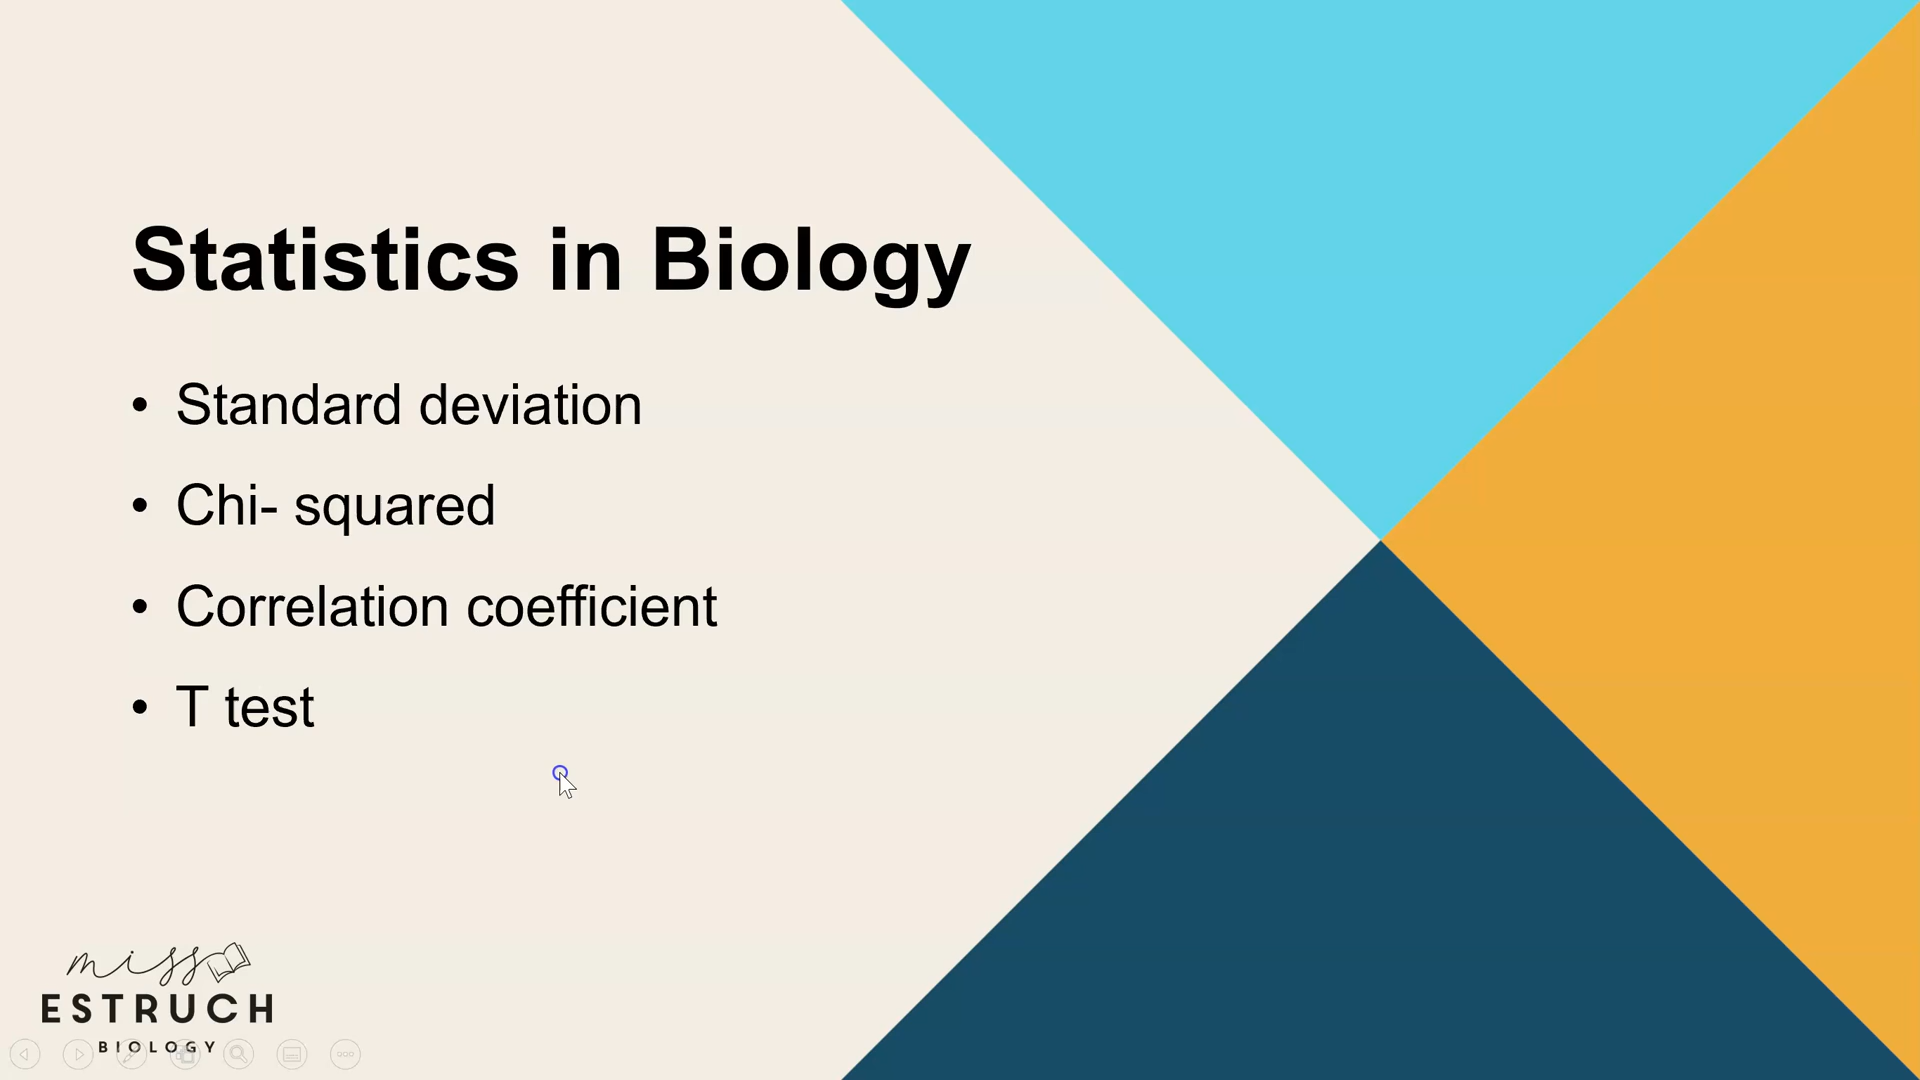 Statistics in Biology
• Standard deviation
• Chi- squared
• Correlation coefficient
• T test
miss
ESTRUCH
BIOLOGY